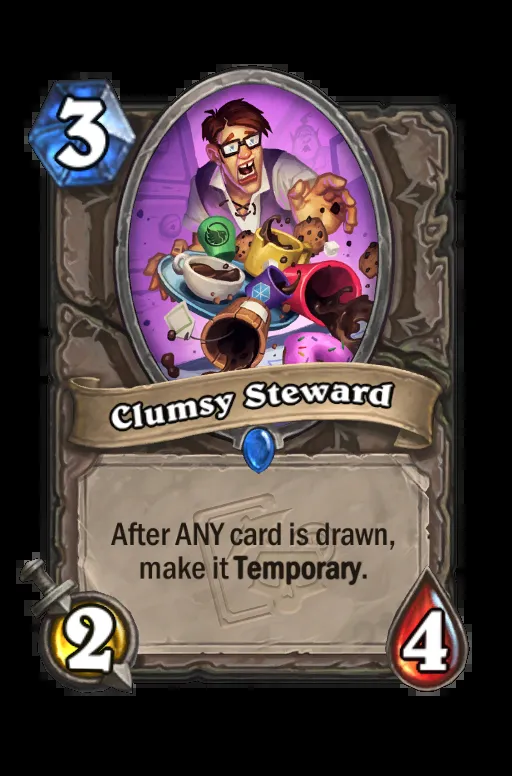 3
Clumsy Steward
After ANY card is drawn,
make it Temporary.
2
4